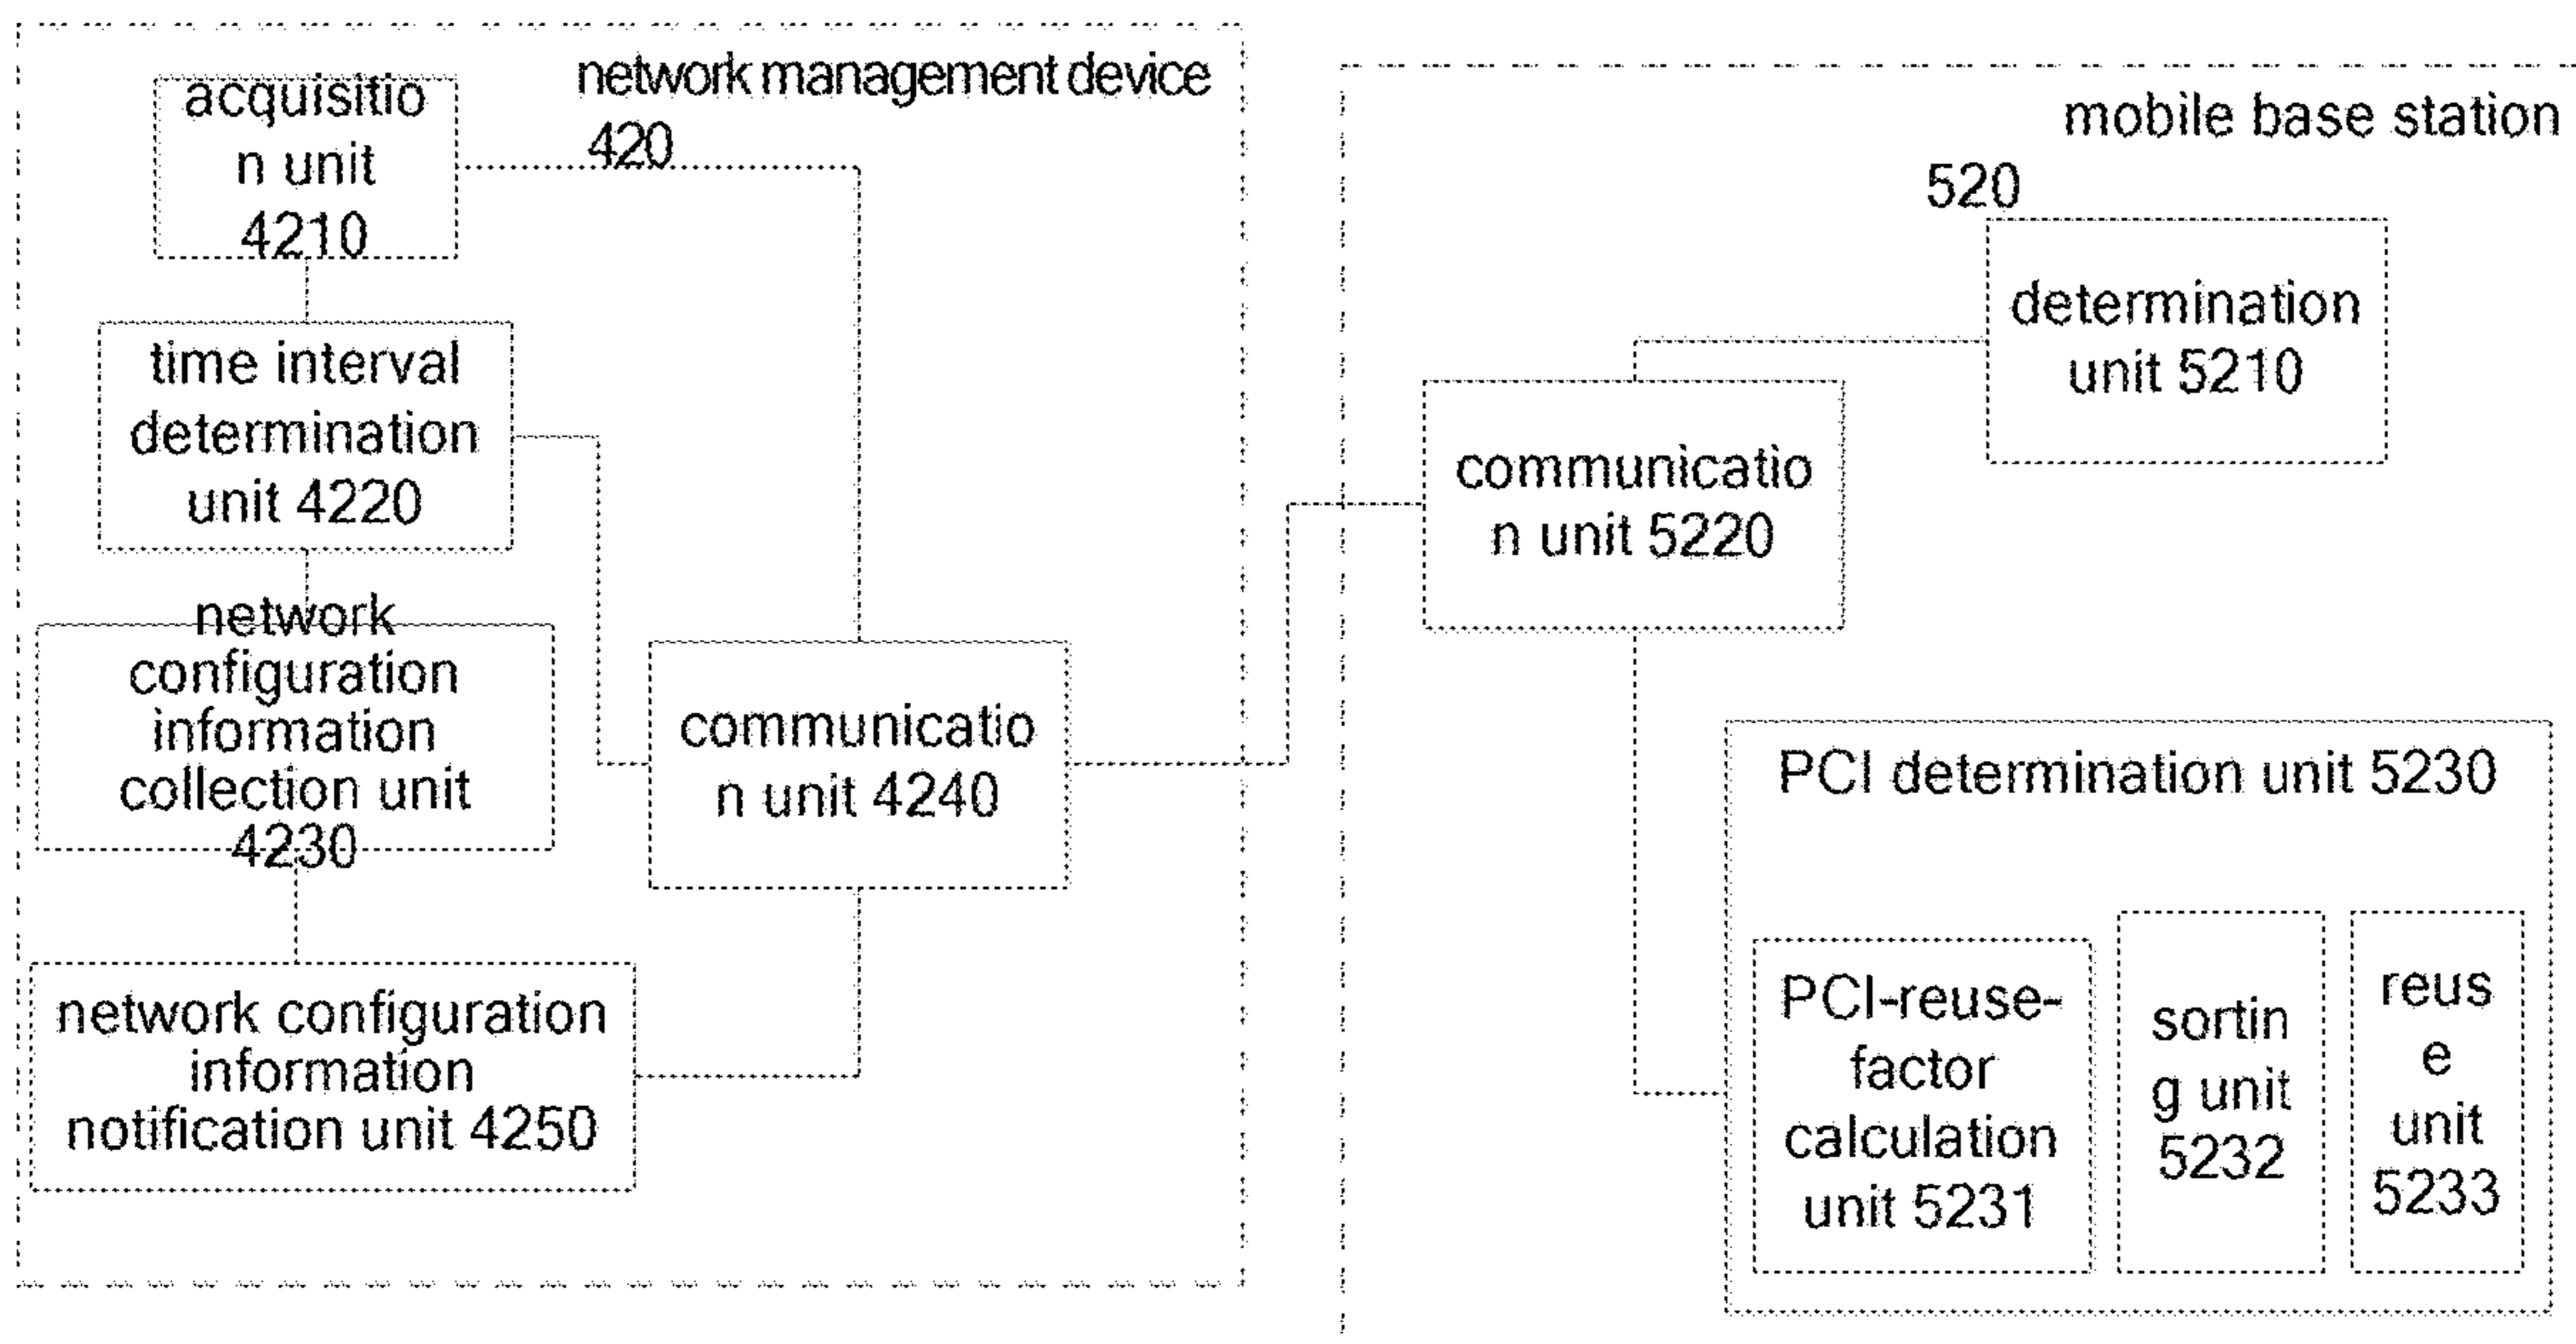 network management device
420
acquisitio
n unit
4210
time interval
determination
unit 4220
network
configuration
information
collection unit
4230
communicatio
n unit 4240
network configuration
information
notification unit 4250
mobile base station
520
determination
unit 5210
communicatio
n unit 5220
PCI determination unit 5230
PCI-reuse-
factor
calculation
unit 5231
sortin
g unit
5232
reus
e
unit
5233